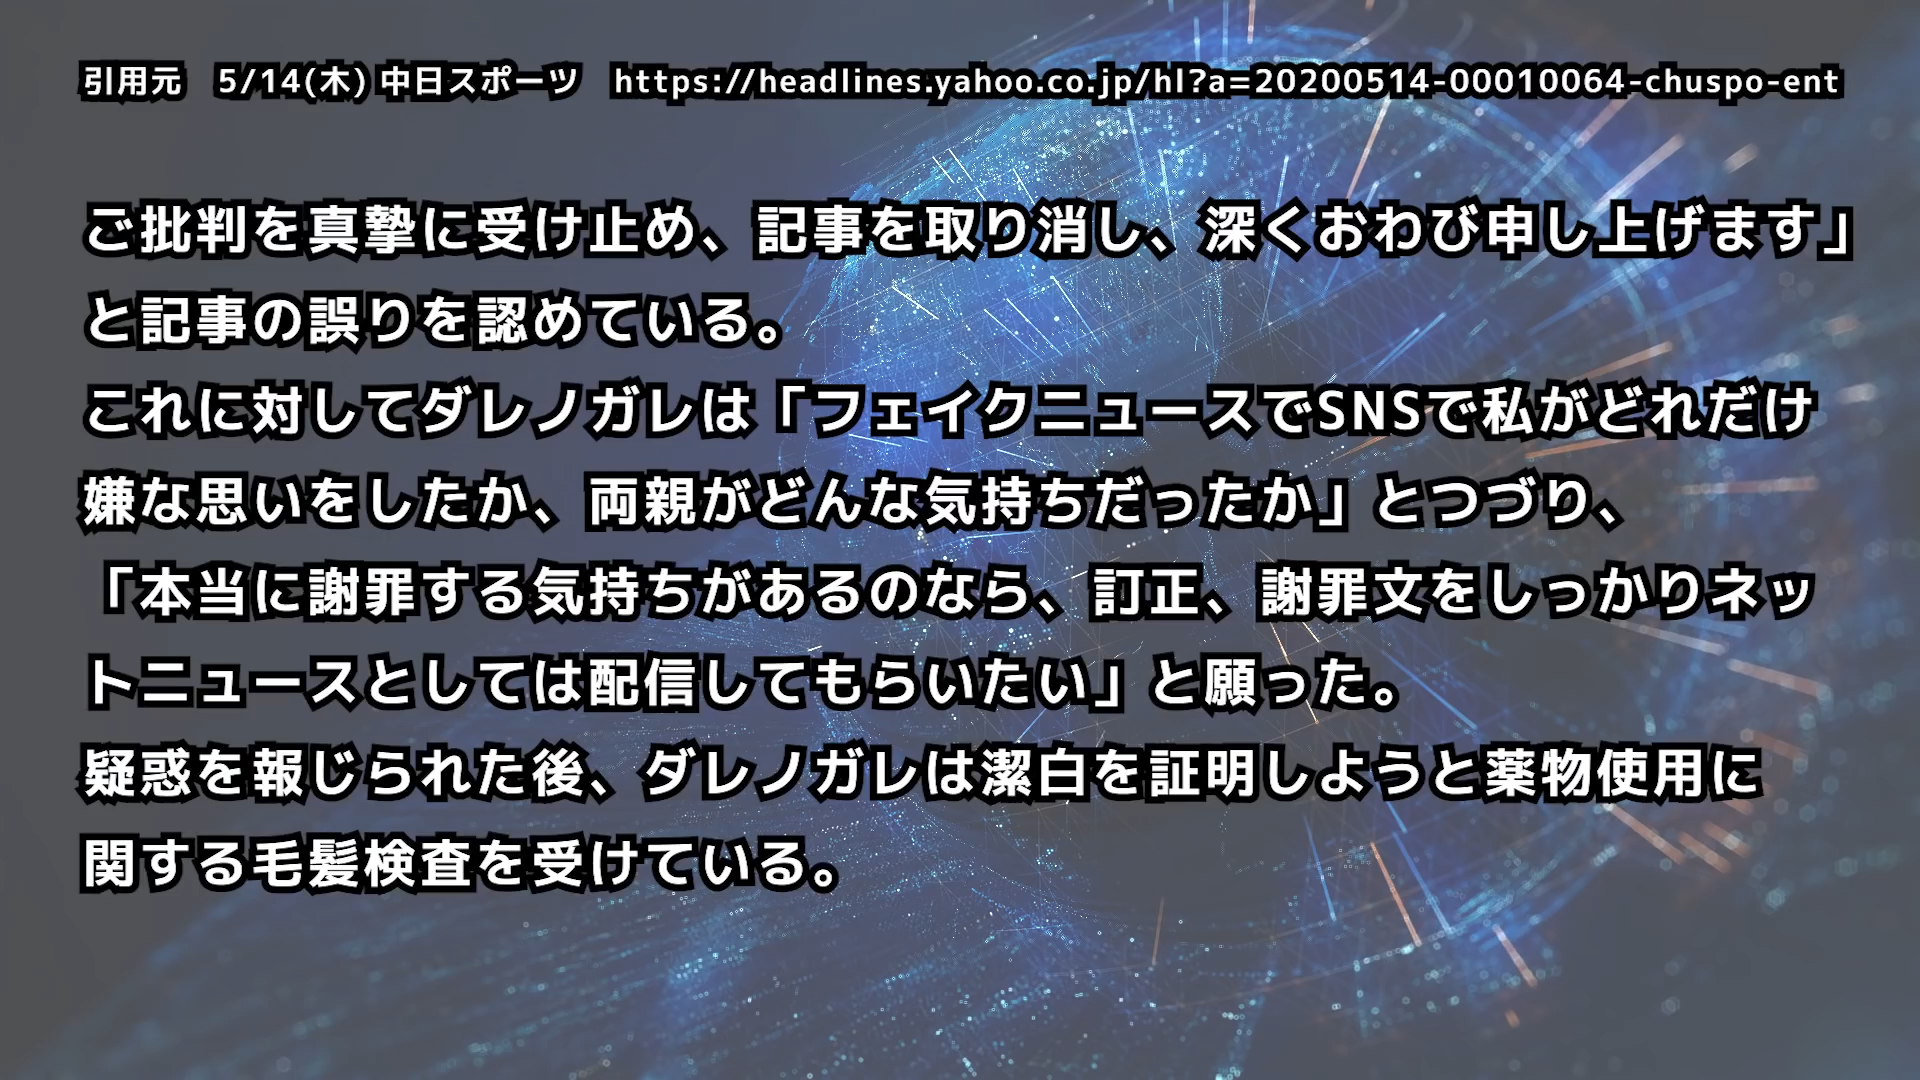 引用元　5/14(木) 中日スポーツ　https://headlines.yahoo.co.jp/hl?a=20200514-00010064-chuspo-ent
ご批判を真摯に受け止め、記事を取り消し、深くおわび申し上げます」
と記事の誤りを認めている。
これに対してダレノガレは「フェイクニュースでSNSで私がどれだけ
嫌な思いをしたか、両親がどんな気持ちだったか」とつづり、
「本当に謝罪する気持ちがあるのなら、訂正、謝罪文をしっかりネッ
トニュースとしては配信してもらいたい」と願った。
疑惑を報じられた後、ダレノガレは潔白を証明しようと薬物使用に
関する毛髪検査を受けている。